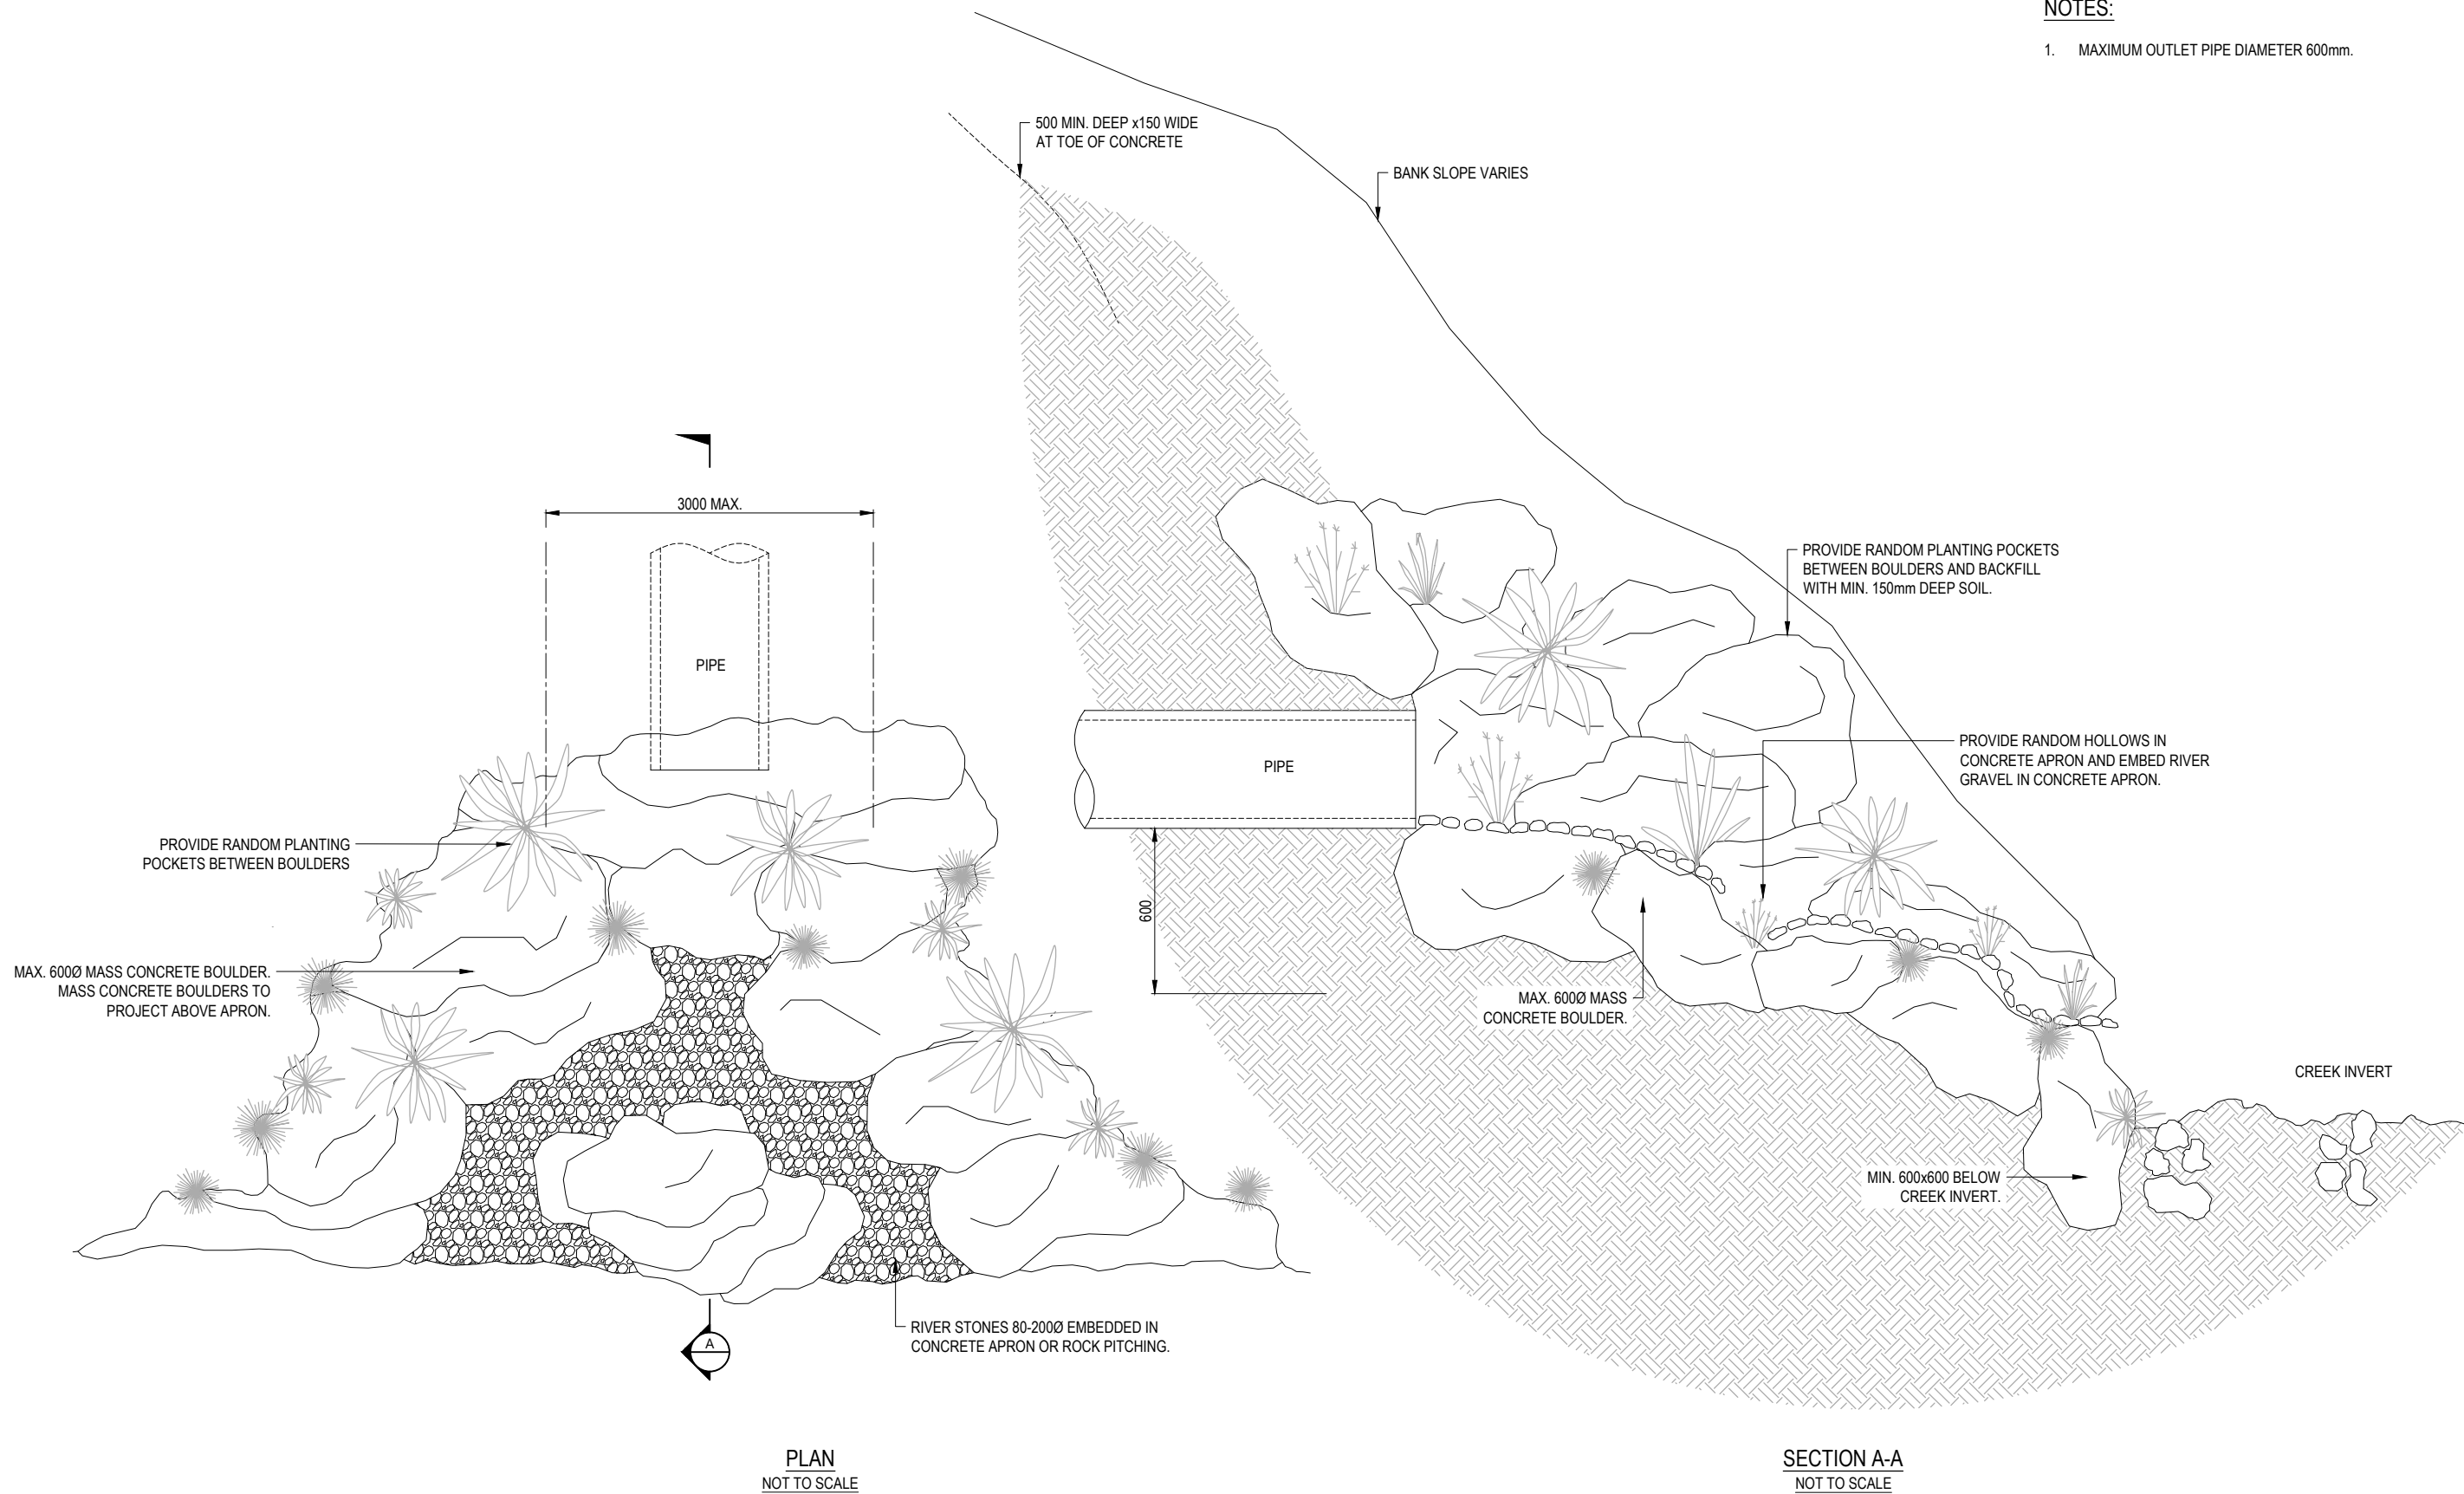 NOTES:
1. MAXIMUM OUTLET PIPE DIAMETER 600mm.
500 MIN. DEEP x150 WIDE
AT TOE OF CONCRETE
BANK SLOPE VARIES
3000 MAX.
PIPE
PROVIDE RANDOM PLANTING
POCKETS BETWEEN BOULDERS
MAX. 600Ø MASS CONCRETE BOULDER.
MASS CONCRETE BOULDERS TO
PROJECT ABOVE APRON.
RIVER STONES 80-200Ø EMBEDDED IN
CONCRETE APRON OR ROCK PITCHING.
A
PLAN
NOT TO SCALE
PROVIDE RANDOM PLANTING POCKETS
BETWEEN BOULDERS AND BACKFILL
WITH MIN. 150mm DEEP SOIL.
PIPE
PROVIDE RANDOM HOLLOWS IN
CONCRETE APRON AND EMBED RIVER
GRAVEL IN CONCRETE APRON.
600
MAX. 600Ø MASS
CONCRETE BOULDER.
CREEK INVERT
MIN. 600x600 BELOW
CREEK INVERT.
SECTION A-A
NOT TO SCALE